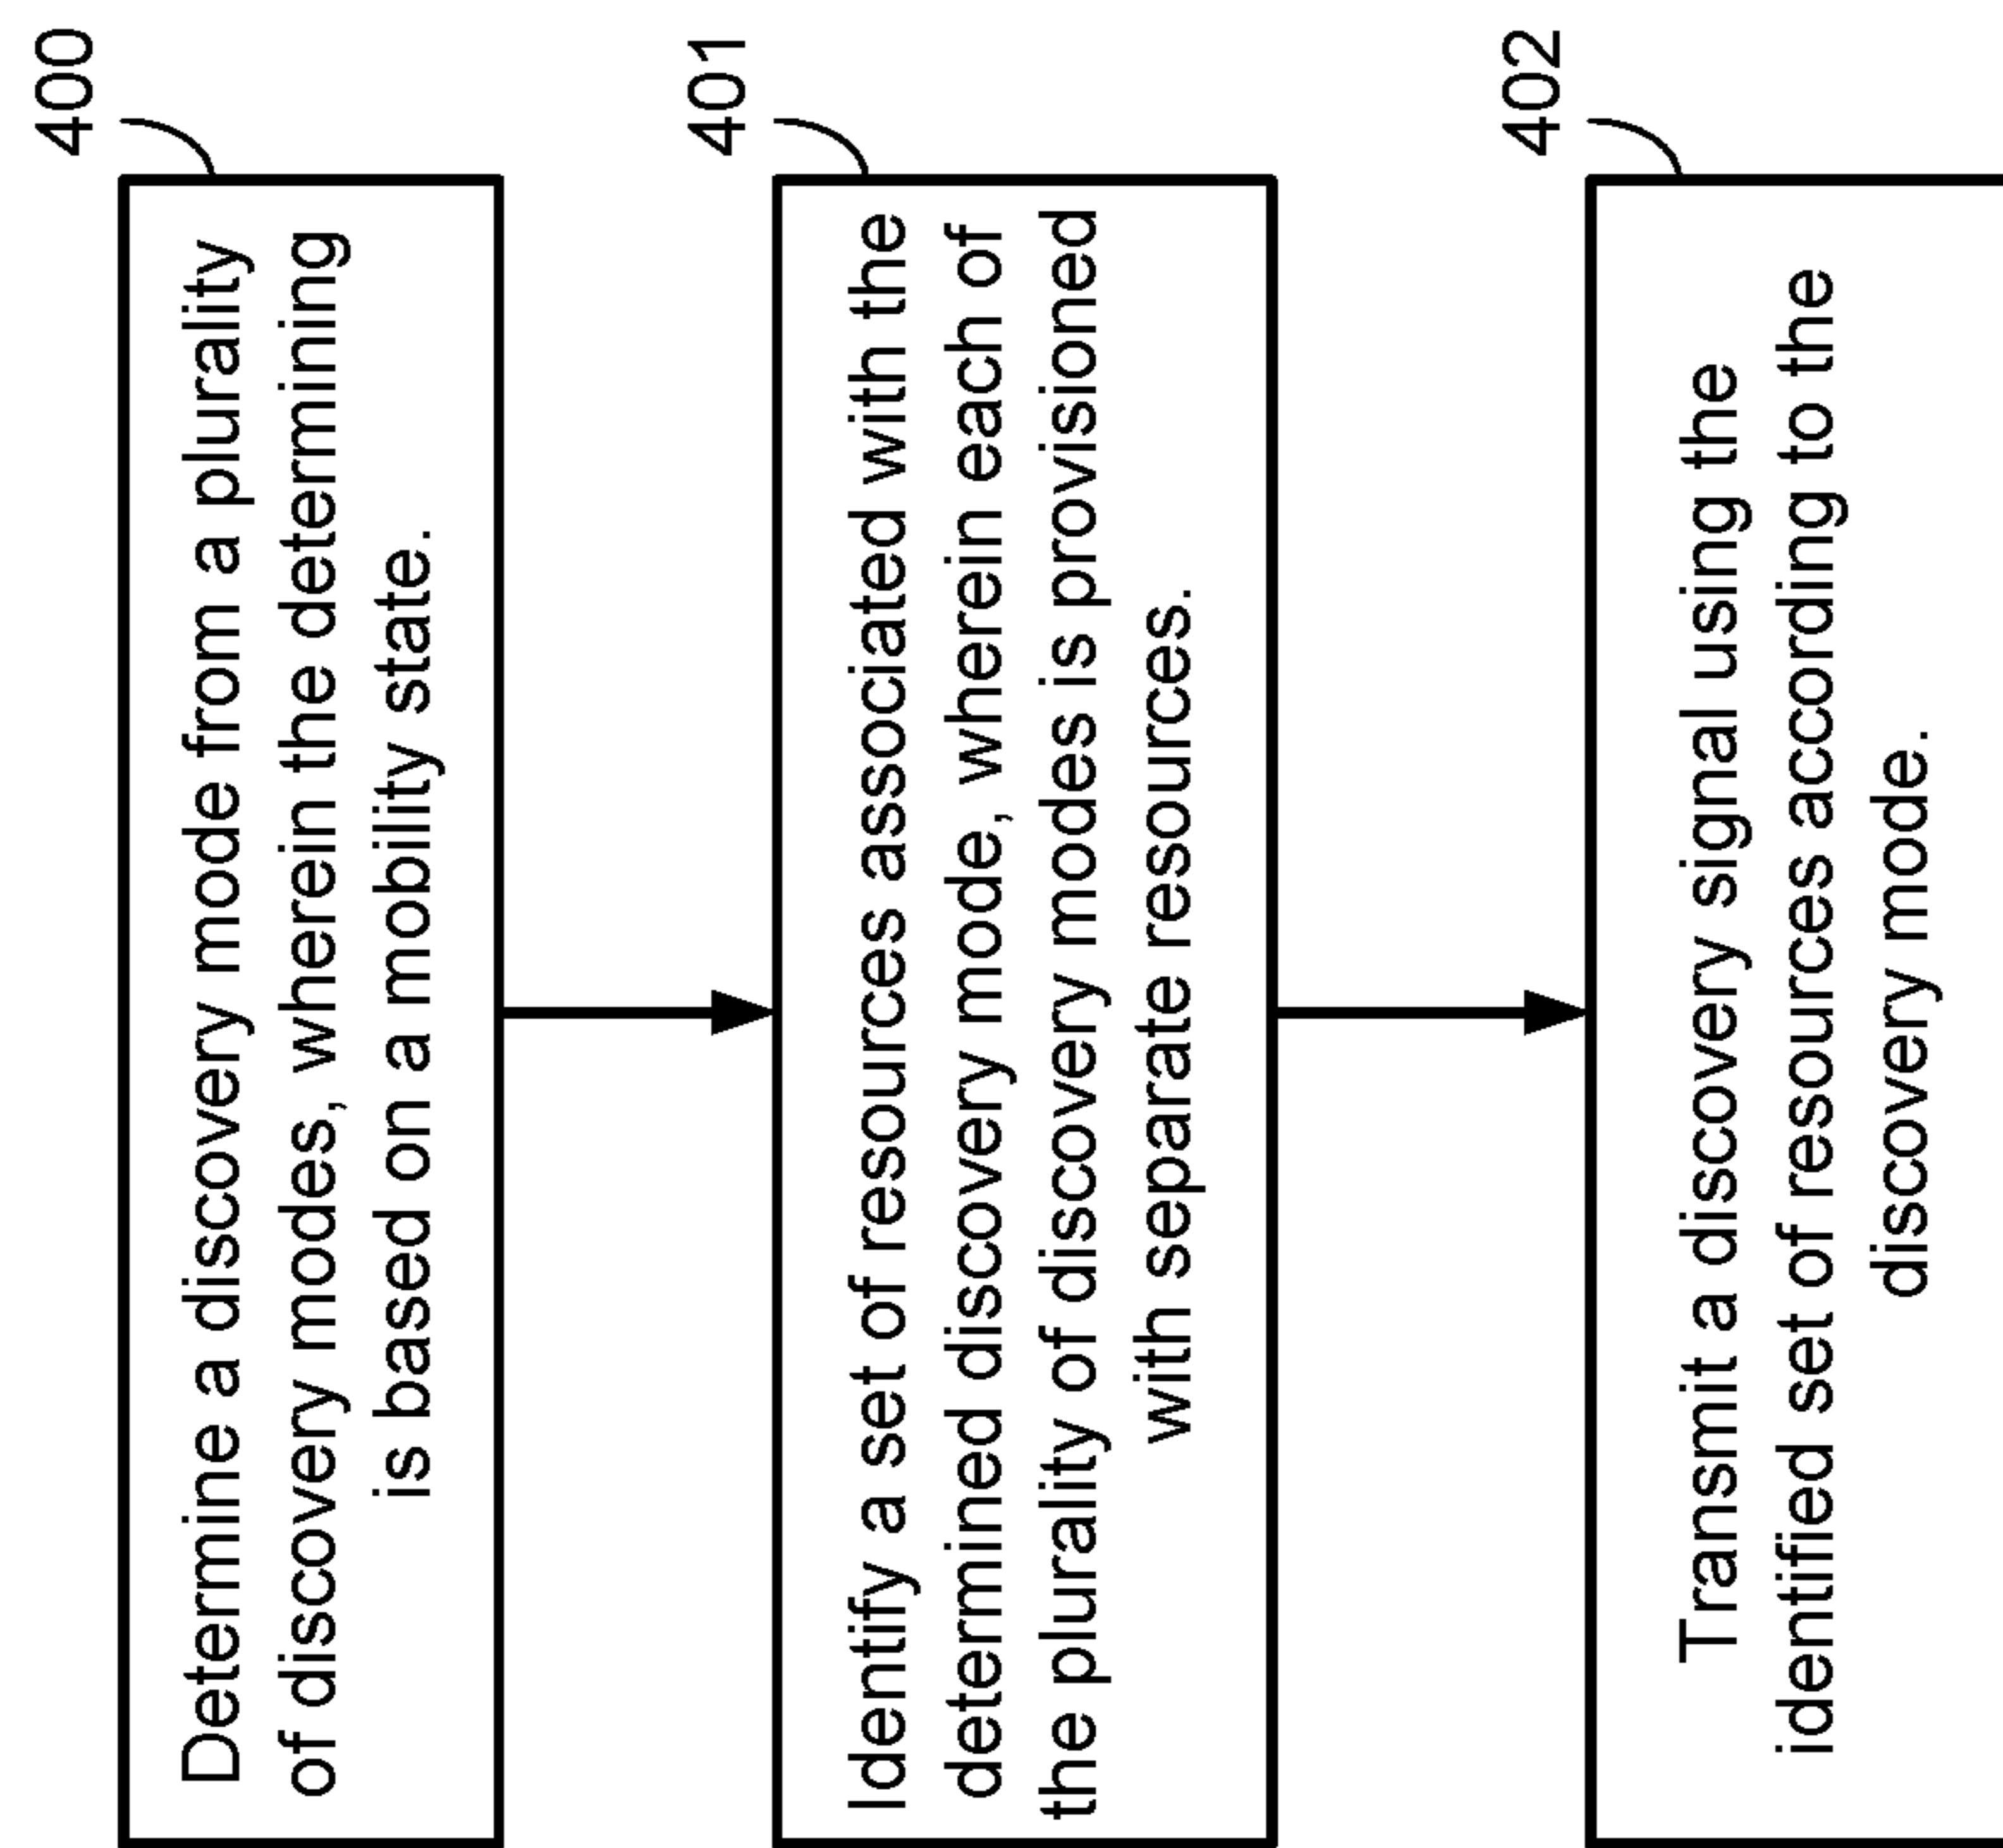 400
Determine a discovery mode from a plurality
of discovery modes, wherein the determining
is based on a mobility state.
401
Identify a set of resources associated with the
determined discovery mode, wherein each of
the plurality of discovery modes is provisioned
with separate resources.
402
Transmit a discovery signal using the
identified set of resources according to the
discovery mode.